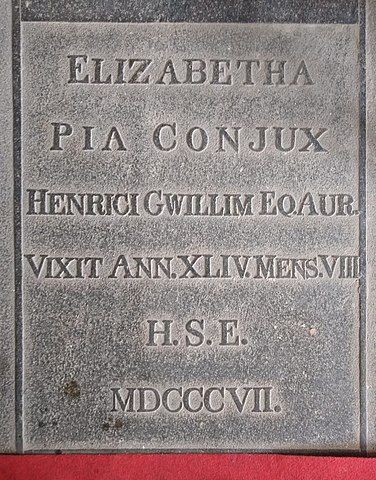 ELIZABETHA
PIA CONJUX
HENRICI GWILLIM EQ.AUR.
VIXIT ANN.XLIV.MENS.VIII
H.S.E.
MDCCCVII.